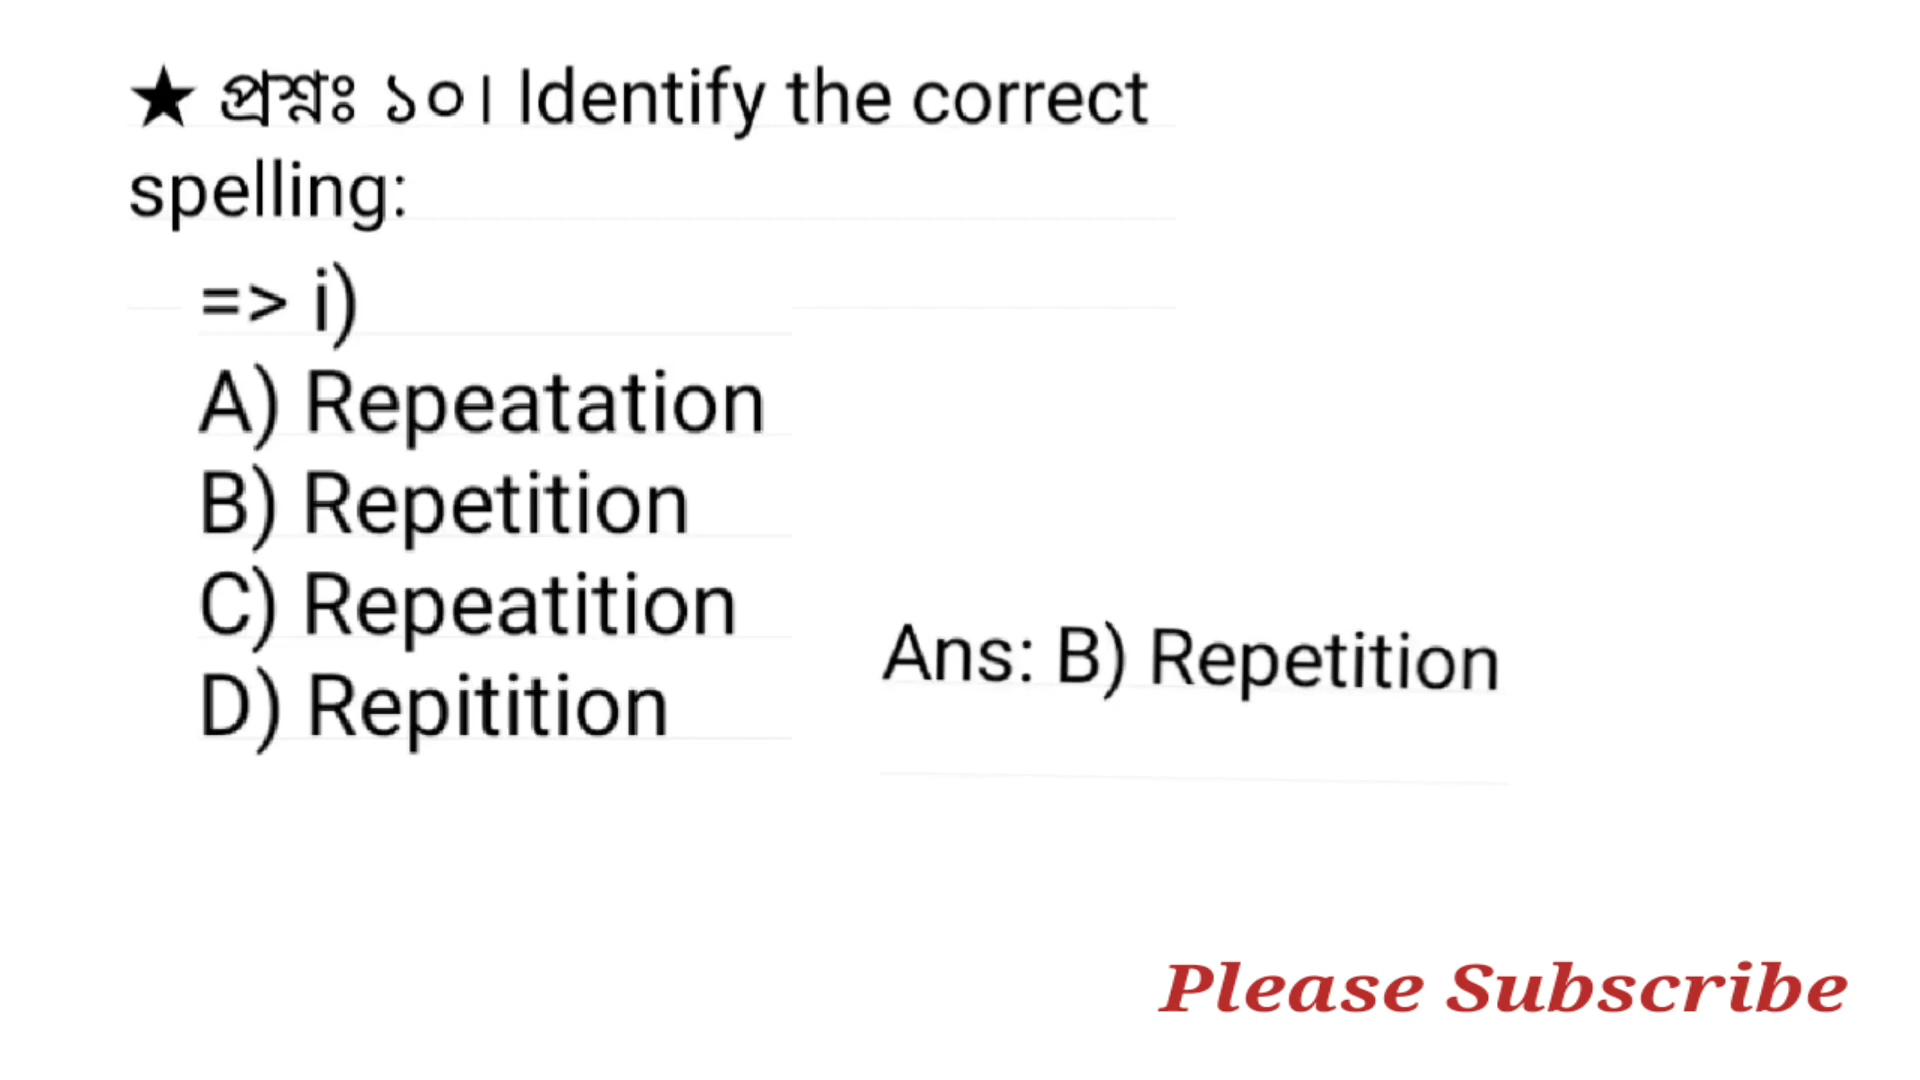 ★ প্রশ্নঃ ১০। Identify the correct
spelling:
=> i)
A) Repeatation
B) Repetition
C) Repeatition
D) Repitition
Ans: B) Repetition
Please Subscribe